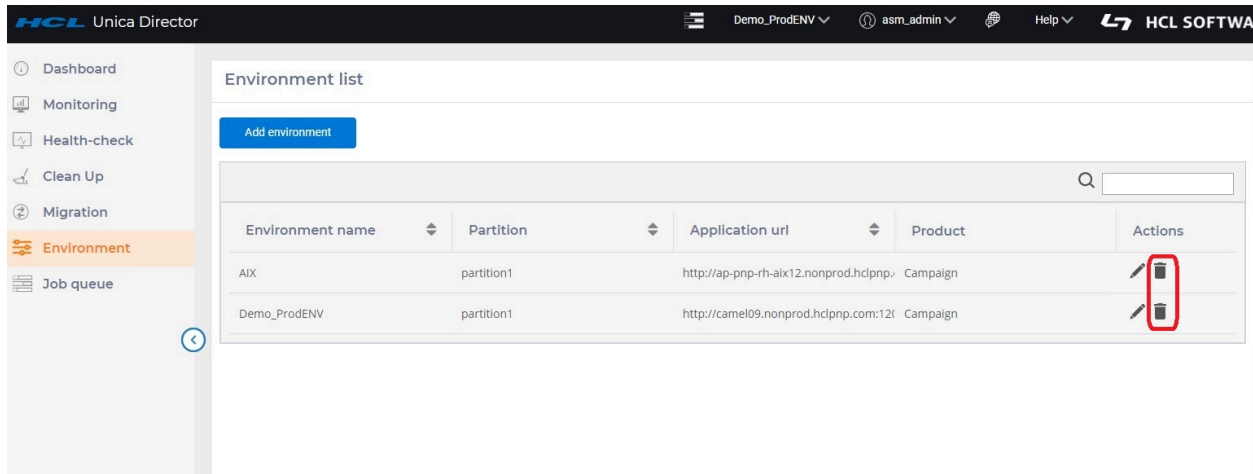 HCL Unica Director
Demo_ProdENV
asm_admin
Help
HCL SOFTWA
Dashboard
Monitoring
Health-check
Clean Up
Migration
Environment
Job queue
Environment list
Add environment
Environment name Partition Application url Product Actions
AIX partition1 http://ap-pnp-rh-aix12.nonprod.hclpnp. Campaign
Demo_ProdENV partition1 http://camel09.nonprod.hclpnp.com:120 Campaign